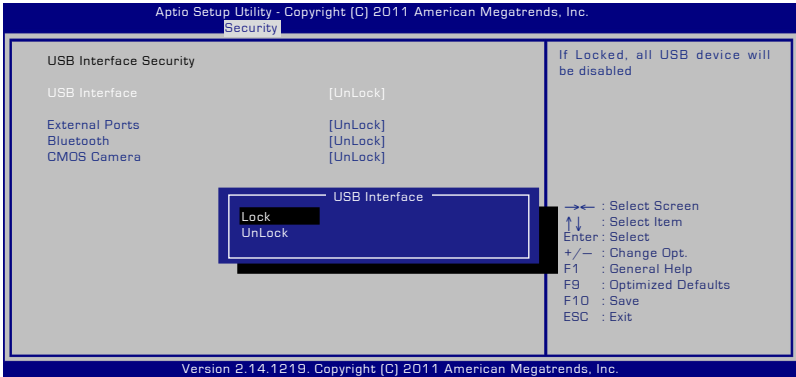 Aptio Setup Utility - Copyright (C) 2011 American Megatrends, Inc.
Security
USB Interface Security
USB Interface [UnLock]
External Ports [UnLock]
Bluetooth [UnLock]
CMOS Camera [UnLock]
USB Interface
Lock
UnLock
If Locked, all USB device will
be disabled
→← : Select Screen
↑↓ : Select Item
Enter : Select
+/— : Change Opt.
F1 : General Help
F9 : Optimized Defaults
F10 : Save
ESC : Exit
Version 2.14.1219. Copyright (C) 2011 American Megatrends, Inc.